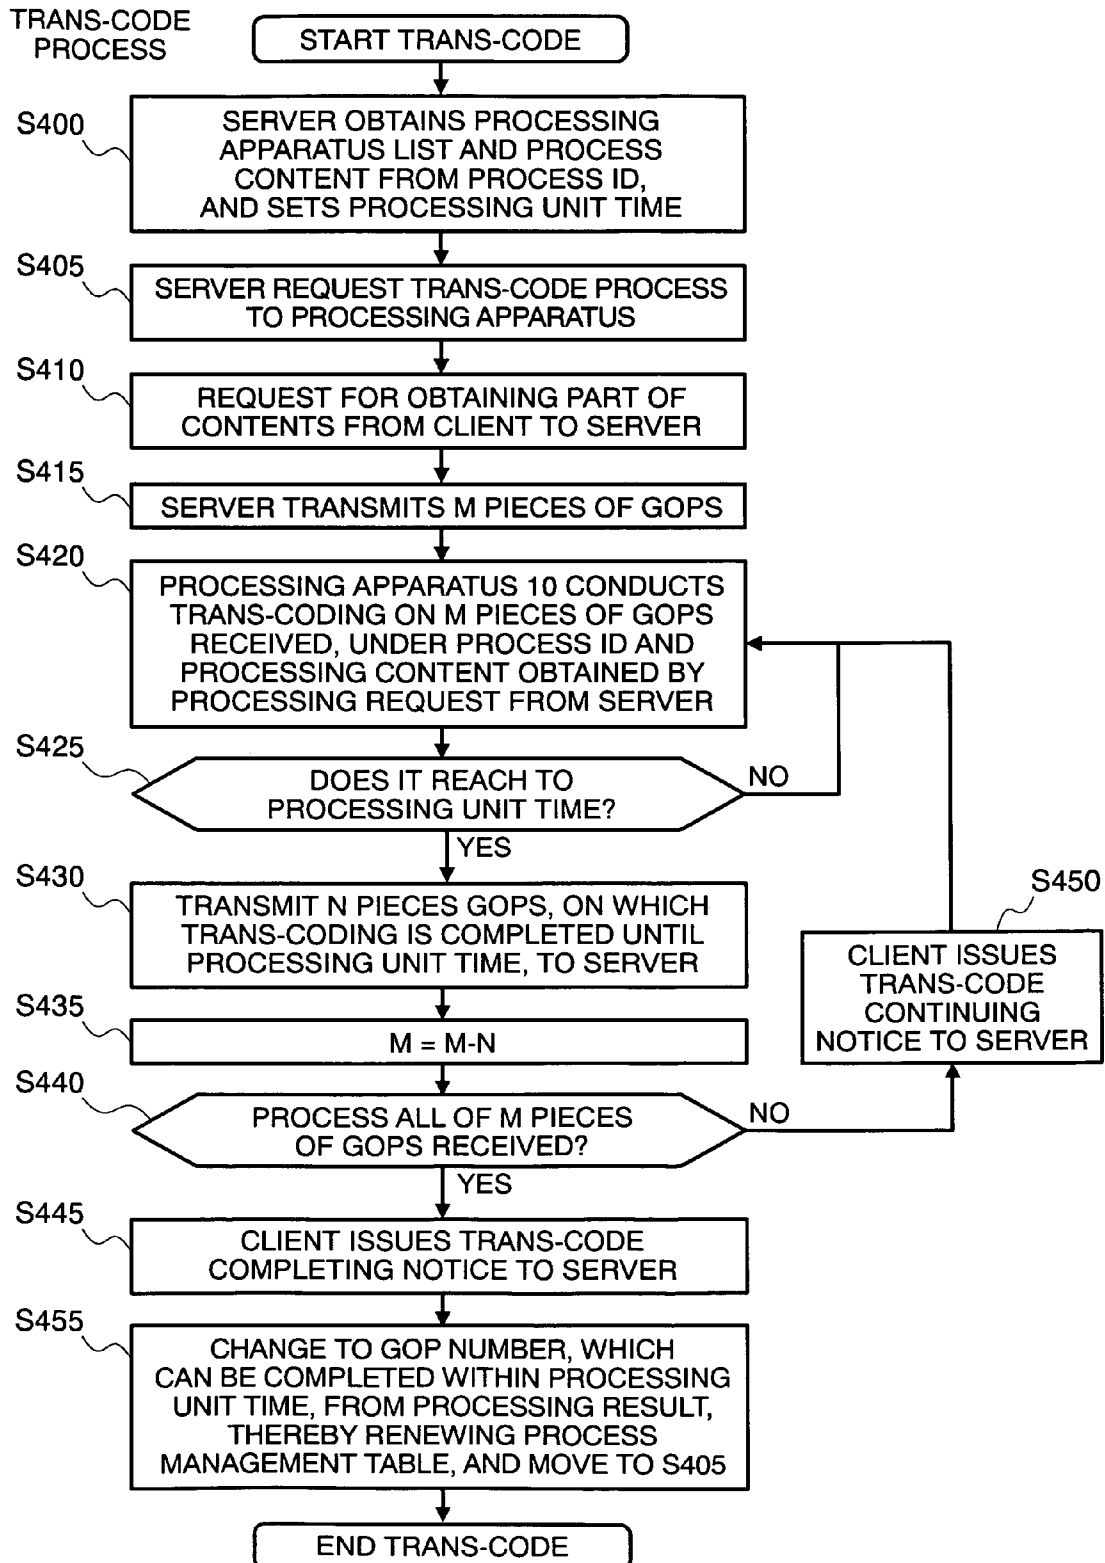 TRANS-CODE
PROCESS
START TRANS-CODE
S400
SERVER OBTAINS PROCESSING
APPARATUS LIST AND PROCESS
CONTENT FROM PROCESS ID,
AND SETS PROCESSING UNIT TIME
S405
SERVER REQUEST TRANS-CODE PROCESS
TO PROCESSING APPARATUS
S410
REQUEST FOR OBTAINING PART OF
CONTENTS FROM CLIENT TO SERVER
S415
SERVER TRANSMITS M PIECES OF GOPS
S420
PROCESSING APPARATUS 10 CONDUCTS
TRANS-CODING ON M PIECES OF GOPS
RECEIVED, UNDER PROCESS ID AND
PROCESSING CONTENT OBTAINED BY
PROCESSING REQUEST FROM SERVER
S425
DOES IT REACH TO
PROCESSING UNIT TIME?
NO
YES
S430
TRANSMIT N PIECES GOPS, ON WHICH
TRANS-CODING IS COMPLETED UNTIL
PROCESSING UNIT TIME, TO SERVER
S450
CLIENT ISSUES
TRANS-CODE
CONTINUING
NOTICE TO SERVER
S435
M = M-N
S440
PROCESS ALL OF M PIECES
OF GOPS RECEIVED?
NO
YES
S445
CLIENT ISSUES TRANS-CODE
COMPLETING NOTICE TO SERVER
S455
CHANGE TO GOP NUMBER, WHICH
CAN BE COMPLETED WITHIN PROCESSING
UNIT TIME, FROM PROCESSING RESULT,
THEREBY RENEWING PROCESS
MANAGEMENT TABLE, AND MOVE TO S405
END TRANS-CODE